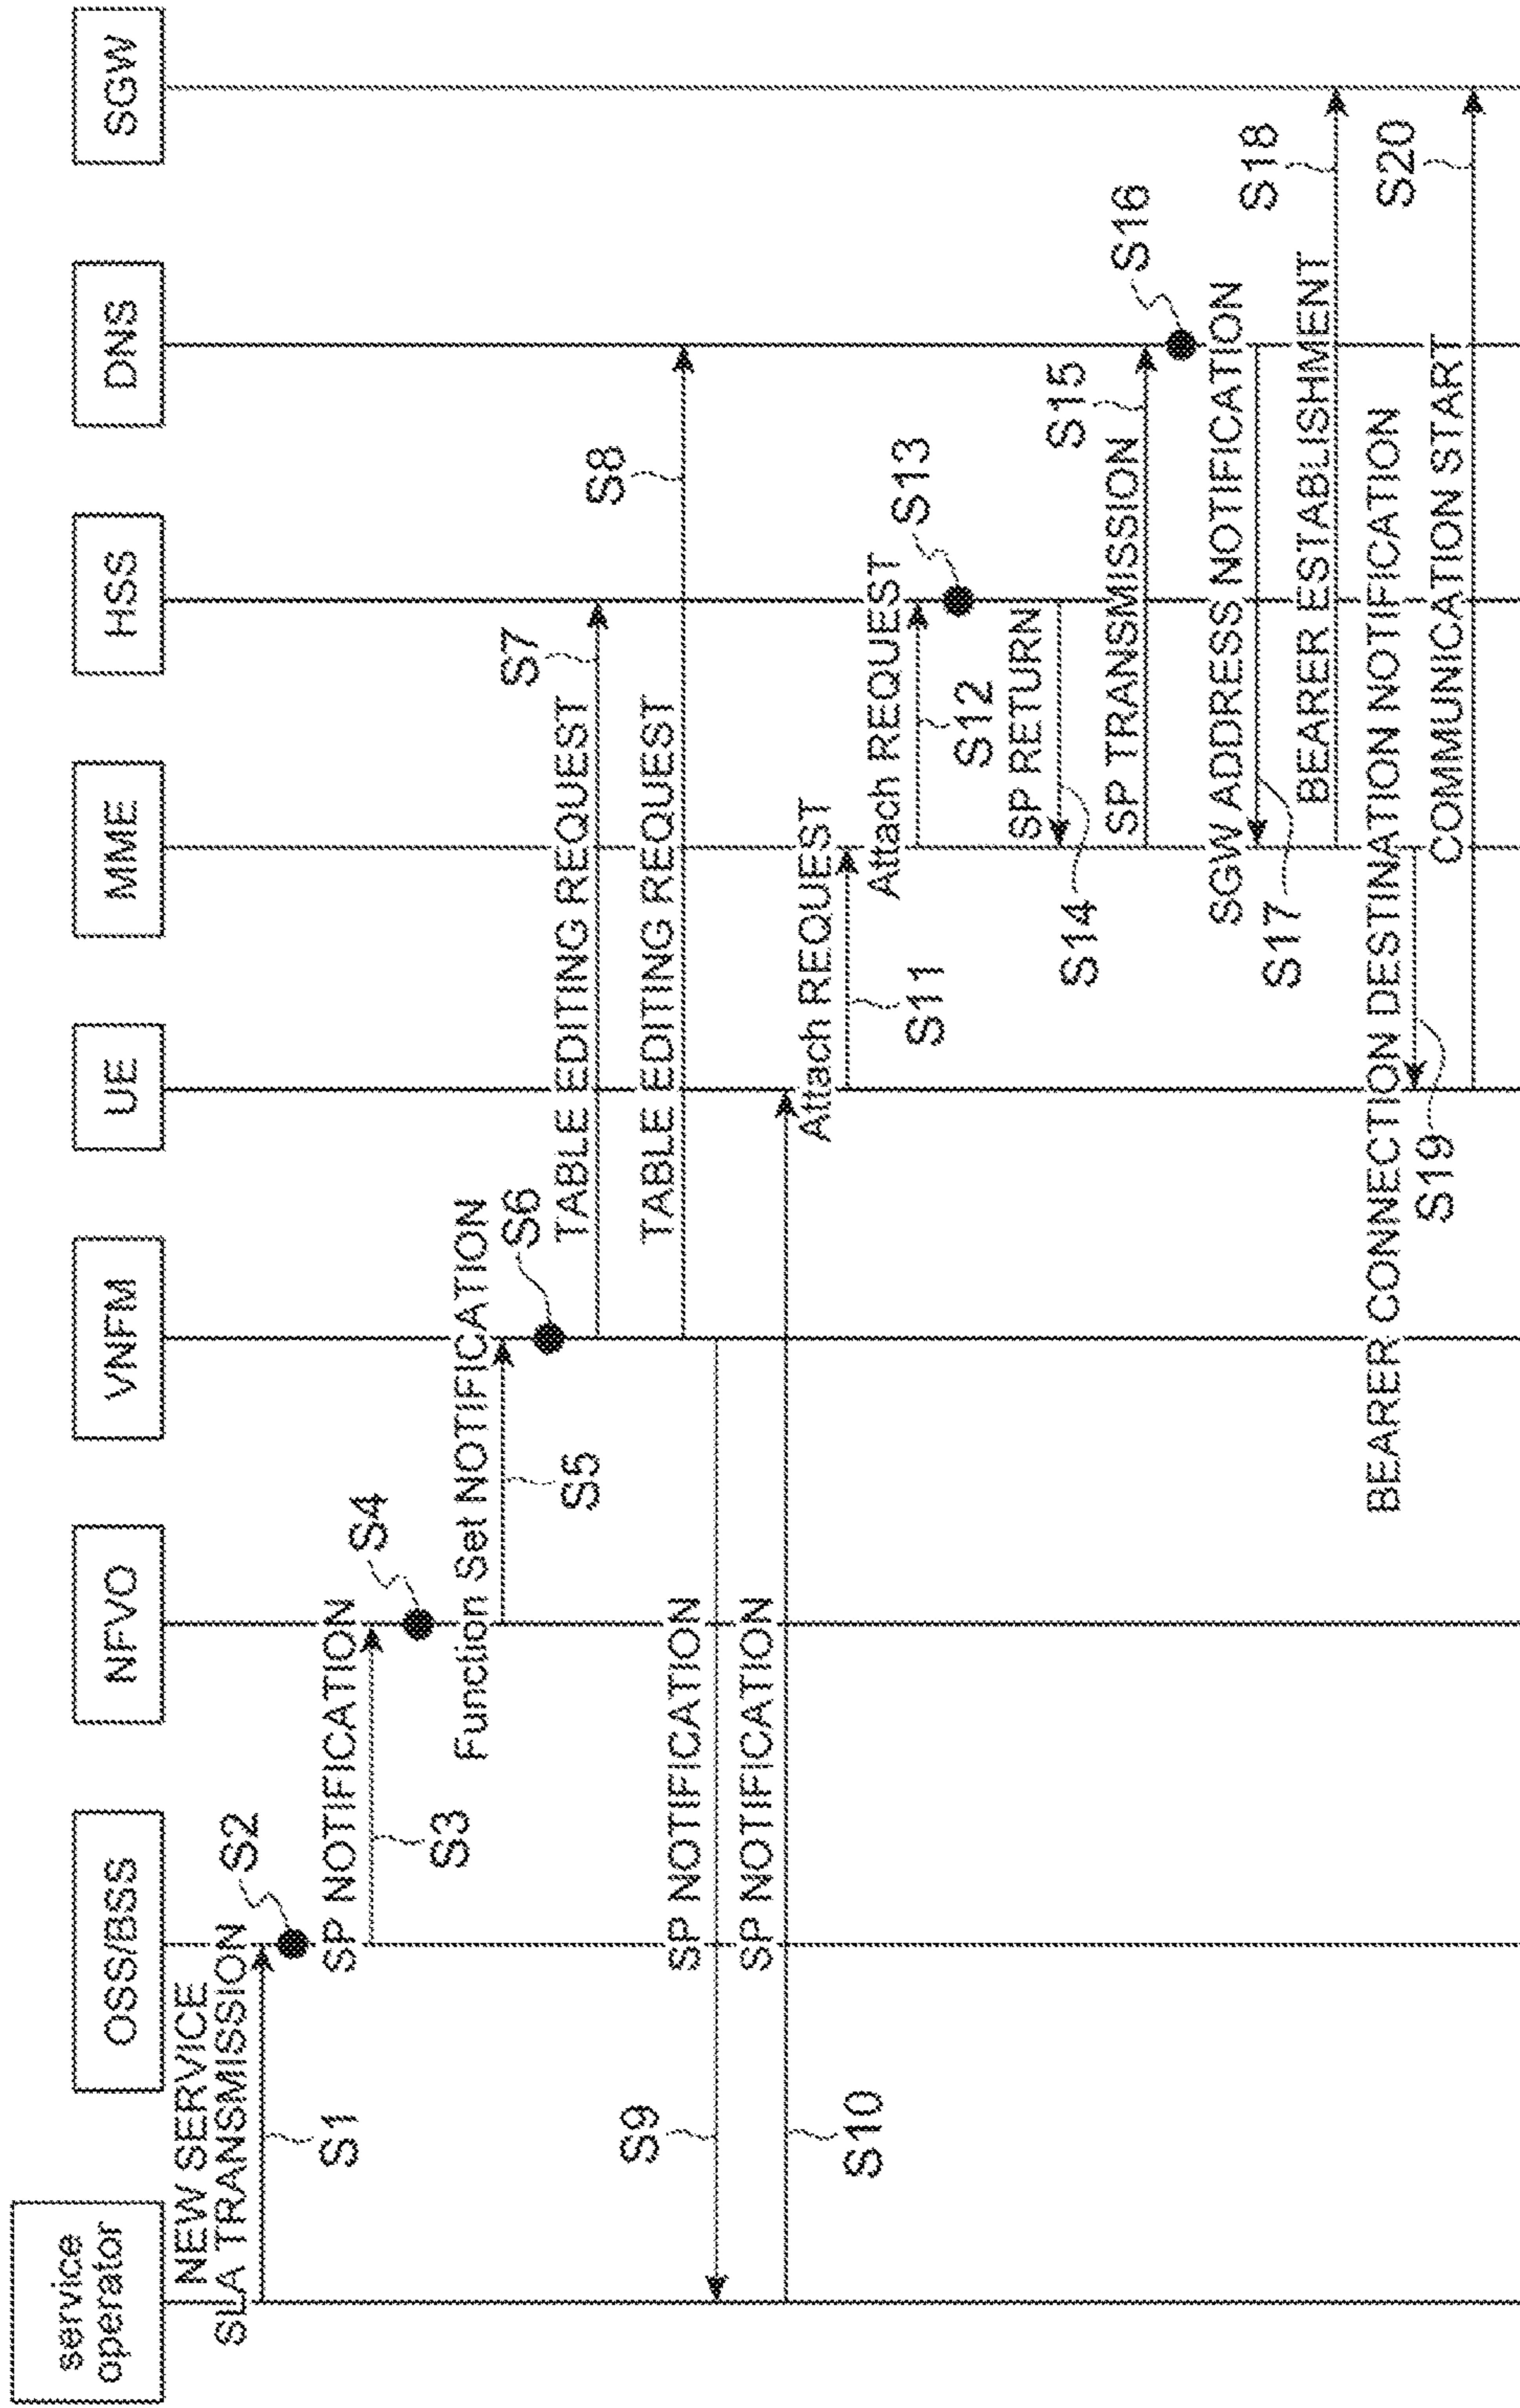 service
operator
OSS/BSS
NFVO
VNFM
UE
MME
HSS
DNS
SGW
NEW SERVICE
SLA TRANSMISSION
S1
S2
SP NOTIFICATION
S3
S4
Function Set NOTIFICATION
S5
S6
TABLE EDITING REQUEST
S7
TABLE EDITING REQUEST
S8
SP NOTIFICATION
S9
SP NOTIFICATION
S10
Attach REQUEST
S11
Attach REQUEST
S12
S13
SP RETURN
S14
SP TRANSMISSION
S15
S16
SGW ADDRESS NOTIFICATION
S17
BEARER ESTABLISHMENT
S18
BEARER CONNECTION DESTINATION NOTIFICATION
S19
COMMUNICATION START
S20